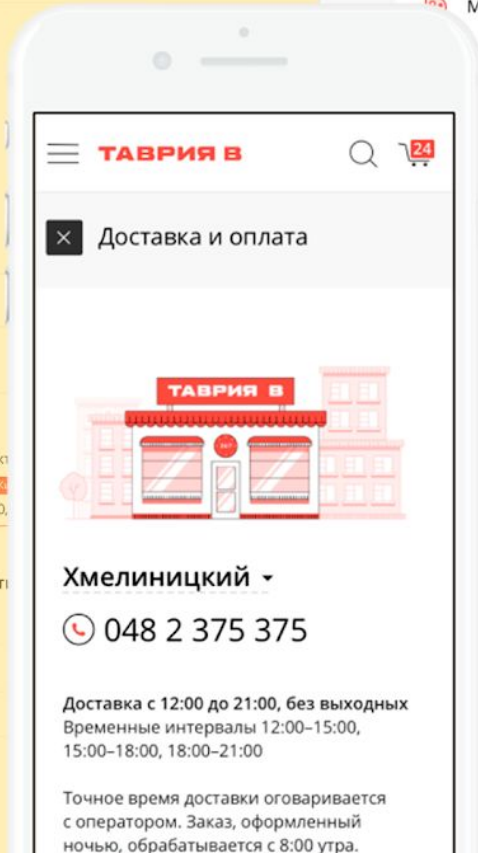 ТАВРИЯ В
24
Доставка и оплата
ТАВРИЯ В
Хмелиницкий
048 2 375 375
Доставка с 12:00 до 21:00, без выходных
Временные интервалы 12:00–15:00,
15:00–18:00, 18:00–21:00
Точное время доставки оговаривается
с оператором. Заказ, оформленный
ночью, обрабатывается с 8:00 утра.